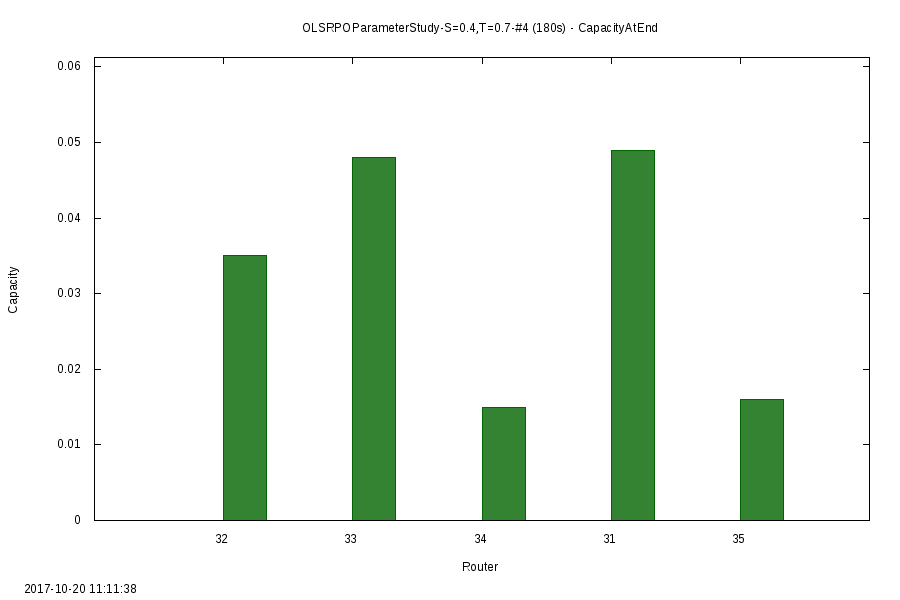 OLSRPOParameterStudy-S=0.4,T=0.7-#4 (180s) - CapacityAtEnd
0.06
0.05
0.04
0.03
0.02
0.01
0
Capacity
32 33 34 31 35
Router
2017-10-20 11:11:38